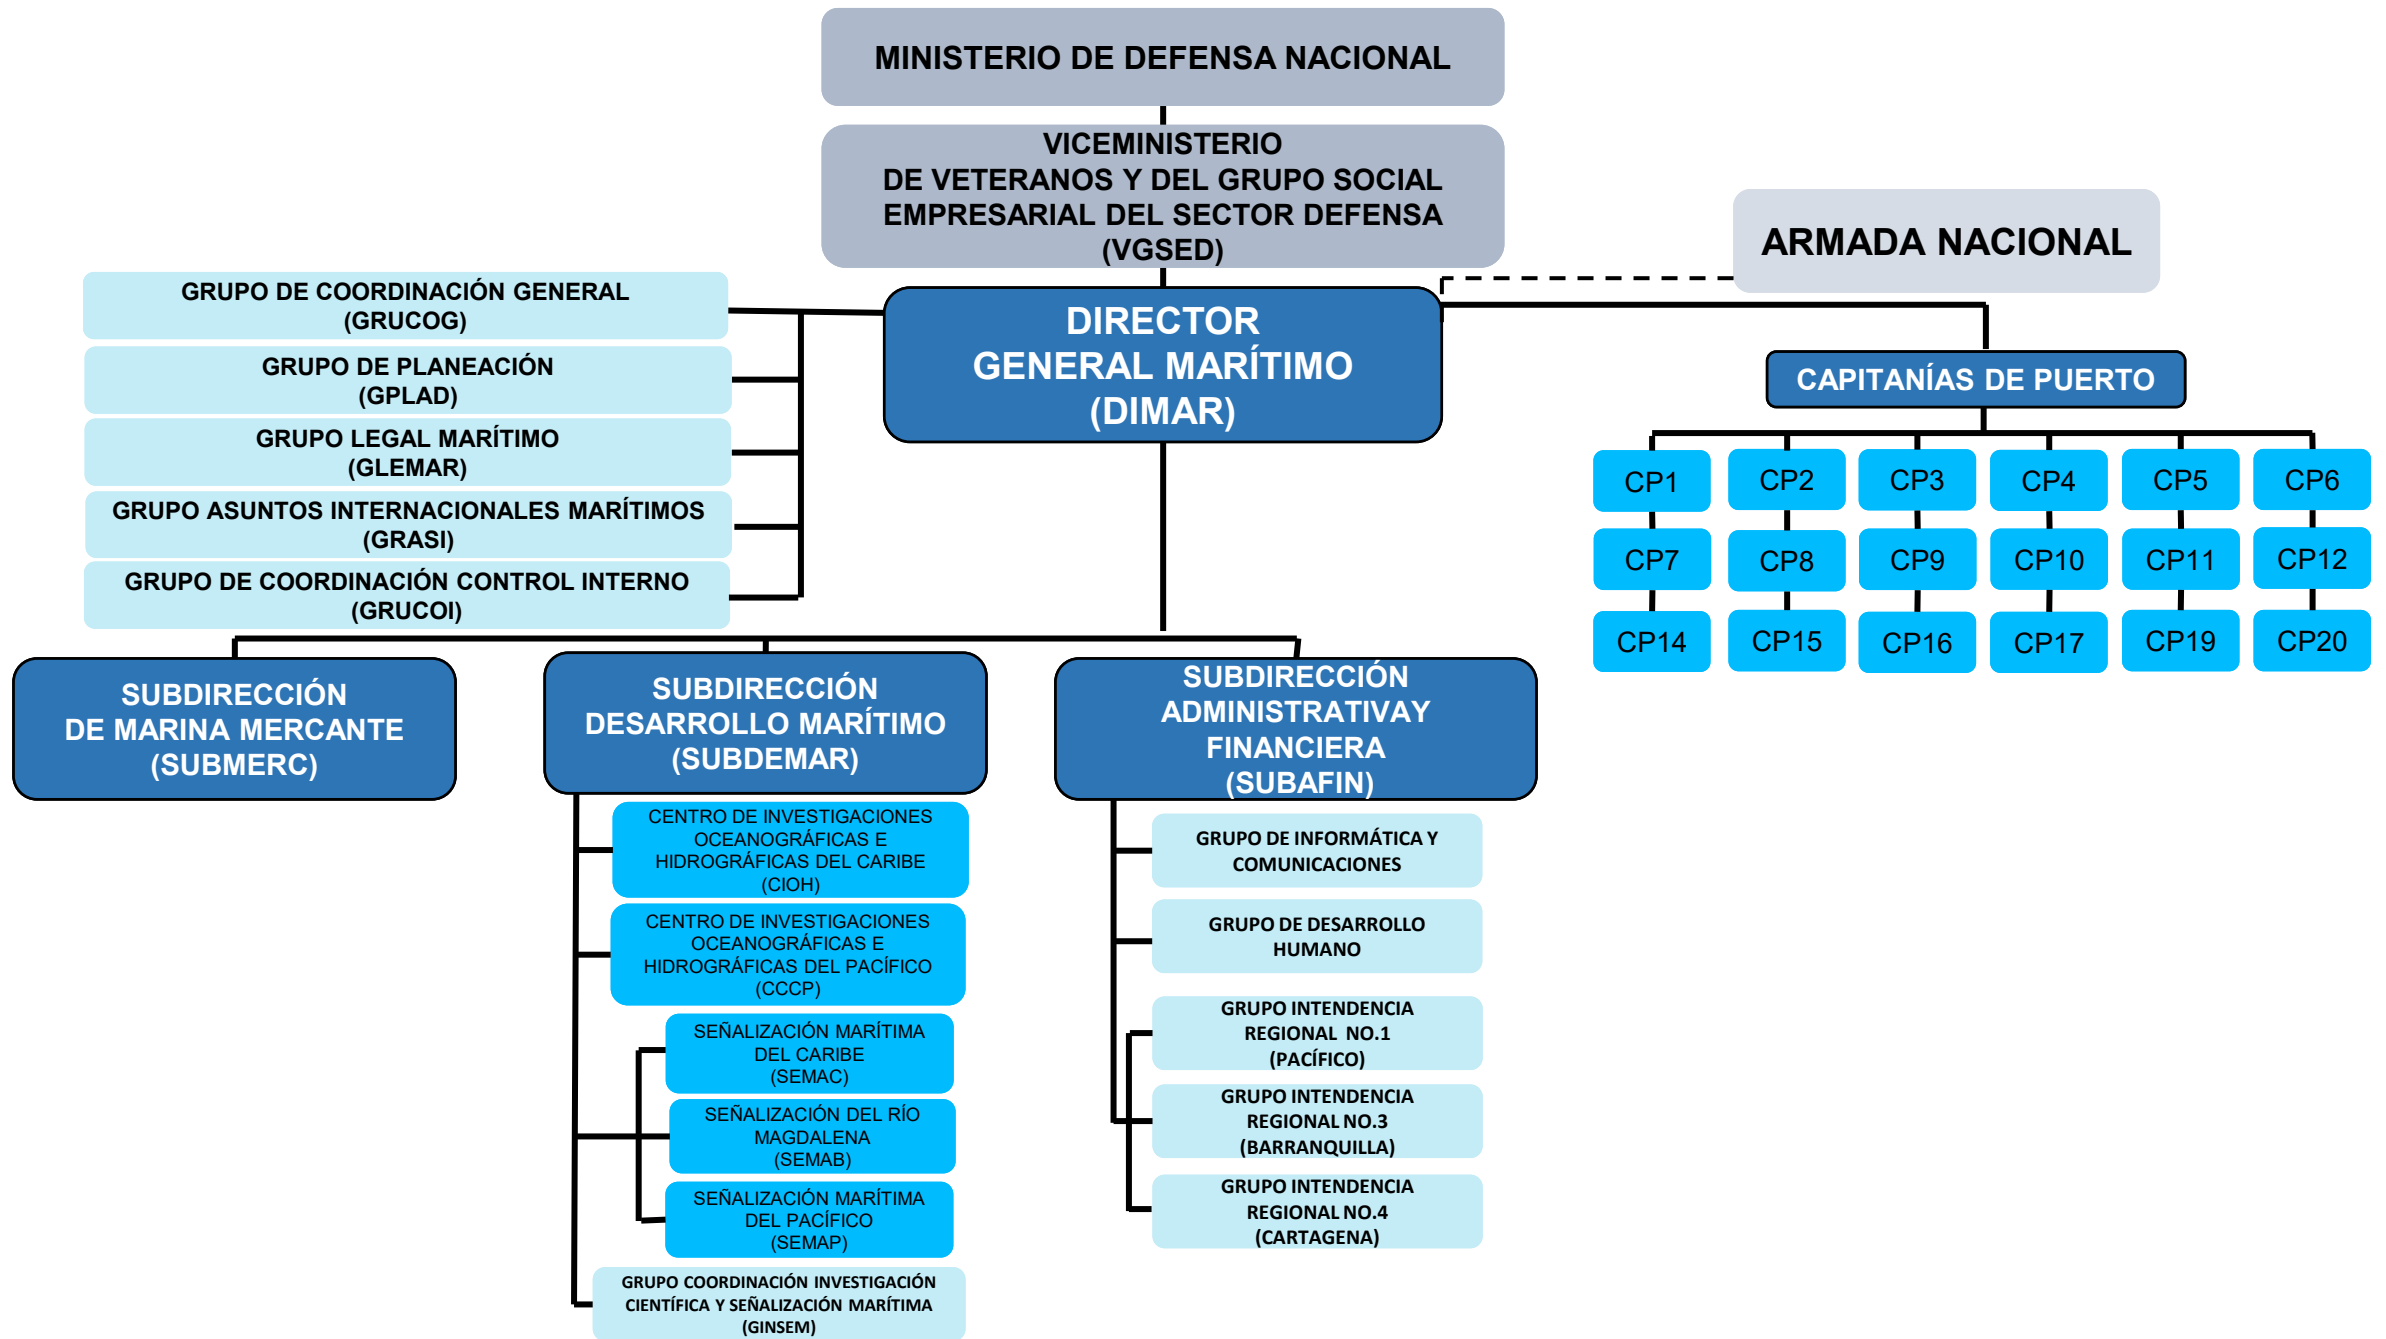 MINISTERIO DE DEFENSA NACIONAL
VICEMINISTERIO
DE VETERANOS Y DEL GRUPO SOCIAL
EMPRESARIAL DEL SECTOR DEFENSA
(VGSED)
ARMADA NACIONAL
GRUPO DE COORDINACIÓN GENERAL
(GRUCOG)
GRUPO DE PLANEACIÓN
(GPLAD)
GRUPO LEGAL MARÍTIMO
(GLEMAR)
GRUPO ASUNTOS INTERNACIONALES MARÍTIMOS
(GRASI)
GRUPO DE COORDINACIÓN CONTROL INTERNO
(GRUCOI)
DIRECTOR
GENERAL MARÍTIMO
(DIMAR)
CAPITANÍAS DE PUERTO
CP1 CP2 CP3 CP4 CP5 CP6
CP7 CP8 CP9 CP10 CP11 CP12
CP14 CP15 CP16 CP17 CP19 CP20
SUBDIRECCIÓN
DE MARINA MERCANTE
(SUBMERC)
SUBDIRECCIÓN
DESARROLLO MARÍTIMO
(SUBDEMAR)
CENTRO DE INVESTIGACIONES
OCEANOGRÁFICAS E
HIDROGRÁFICAS DEL CARIBE
(CIOH)
CENTRO DE INVESTIGACIONES
OCEANOGRÁFICAS E
HIDROGRÁFICAS DEL PACÍFICO
(CCCP)
SEÑALIZACIÓN MARÍTIMA
DEL CARIBE
(SEMAC)
SEÑALIZACIÓN DEL RÍO
MAGDALENA
(SEMAB)
SEÑALIZACIÓN MARÍTIMA
DEL PACÍFICO
(SEMAP)
GRUPO COORDINACIÓN INVESTIGACIÓN
CIENTÍFICA Y SEÑALIZACIÓN MARÍTIMA
(GINSEM)
SUBDIRECCIÓN
ADMINISTRATIVAY
FINANCIERA
(SUBAFIN)
GRUPO DE INFORMÁTICA Y
COMUNICACIONES
GRUPO DE DESARROLLO
HUMANO
GRUPO INTENDENCIA
REGIONAL NO.1
(PACÍFICO)
GRUPO INTENDENCIA
REGIONAL NO.3
(BARRANQUILLA)
GRUPO INTENDENCIA
REGIONAL NO.4
(CARTAGENA)